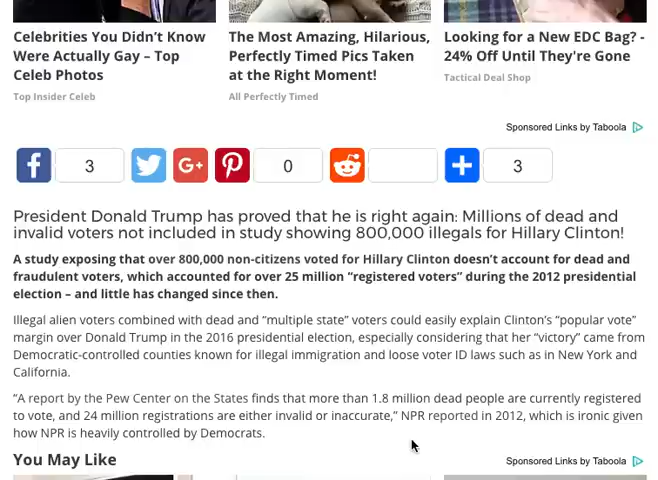 Celebrities You Didn’t Know
Were Actually Gay – Top
Celeb Photos
Top Insider Celeb
The Most Amazing, Hilarious,
Perfectly Timed Pics Taken
at the Right Moment!
All Perfectly Timed
Looking for a New EDC Bag? -
24% Off Until They're Gone
Tactical Deal Shop
Sponsored Links by Taboola
3
0
3
President Donald Trump has proved that he is right again: Millions of dead and
invalid voters not included in study showing 800,000 illegals for Hillary Clinton!
A study exposing that over 800,000 non-citizens voted for Hillary Clinton doesn’t account for dead and
fraudulent voters, which accounted for over 25 million “registered voters” during the 2012 presidential
election – and little has changed since then.
Illegal alien voters combined with dead and “multiple state” voters could easily explain Clinton’s “popular vote”
margin over Donald Trump in the 2016 presidential election, especially considering that her “victory” came from
Democratic-controlled counties known for illegal immigration and loose voter ID laws such as in New York and
California.
“A report by the Pew Center on the States finds that more than 1.8 million dead people are currently registered
to vote, and 24 million registrations are either invalid or inaccurate,” NPR reported in 2012, which is ironic given
how NPR is heavily controlled by Democrats.
You May Like
Sponsored Links by Taboola